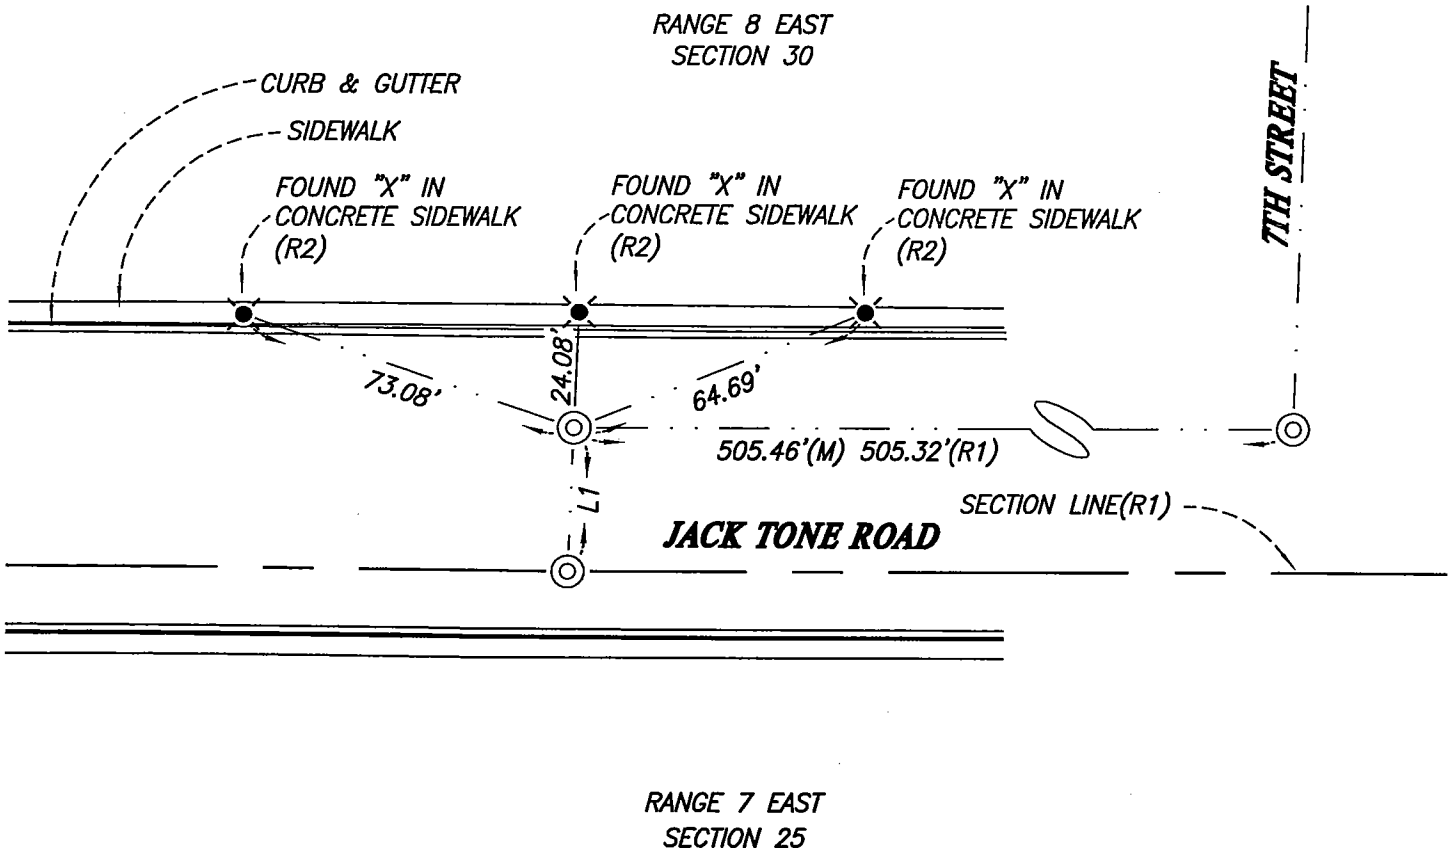 RANGE 8 EAST
SECTION 30
CURB & GUTTER
SIDEWALK
7TH STREET
FOUND "X" IN
CONCRETE SIDEWALK
(R2)
FOUND "X" IN
CONCRETE SIDEWALK
(R2)
FOUND "X" IN
CONCRETE SIDEWALK
(R2)
73.08'
24.08'
64.69'
505.46'(M) 505.32'(R1)
L1
SECTION LINE(R1)
JACK TONE ROAD
RANGE 7 EAST
SECTION 25